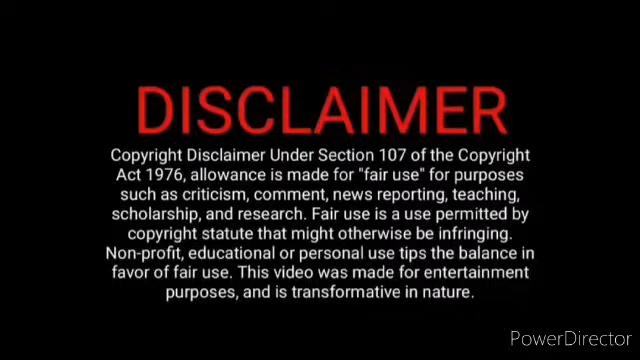 DISCLAIMER
Copyright Disclaimer Under Section 107 of the Copyright
Act 1976, allowance is made for "fair use" for purposes
such as criticism, comment, news reporting, teaching,
scholarship, and research. Fair use is a use permitted by
copyright statute that might otherwise be infringing.
Non-profit, educational or personal use tips the balance in
favor of fair use. This video was made for entertainment
purposes, and is transformative in nature.
PowerDirector